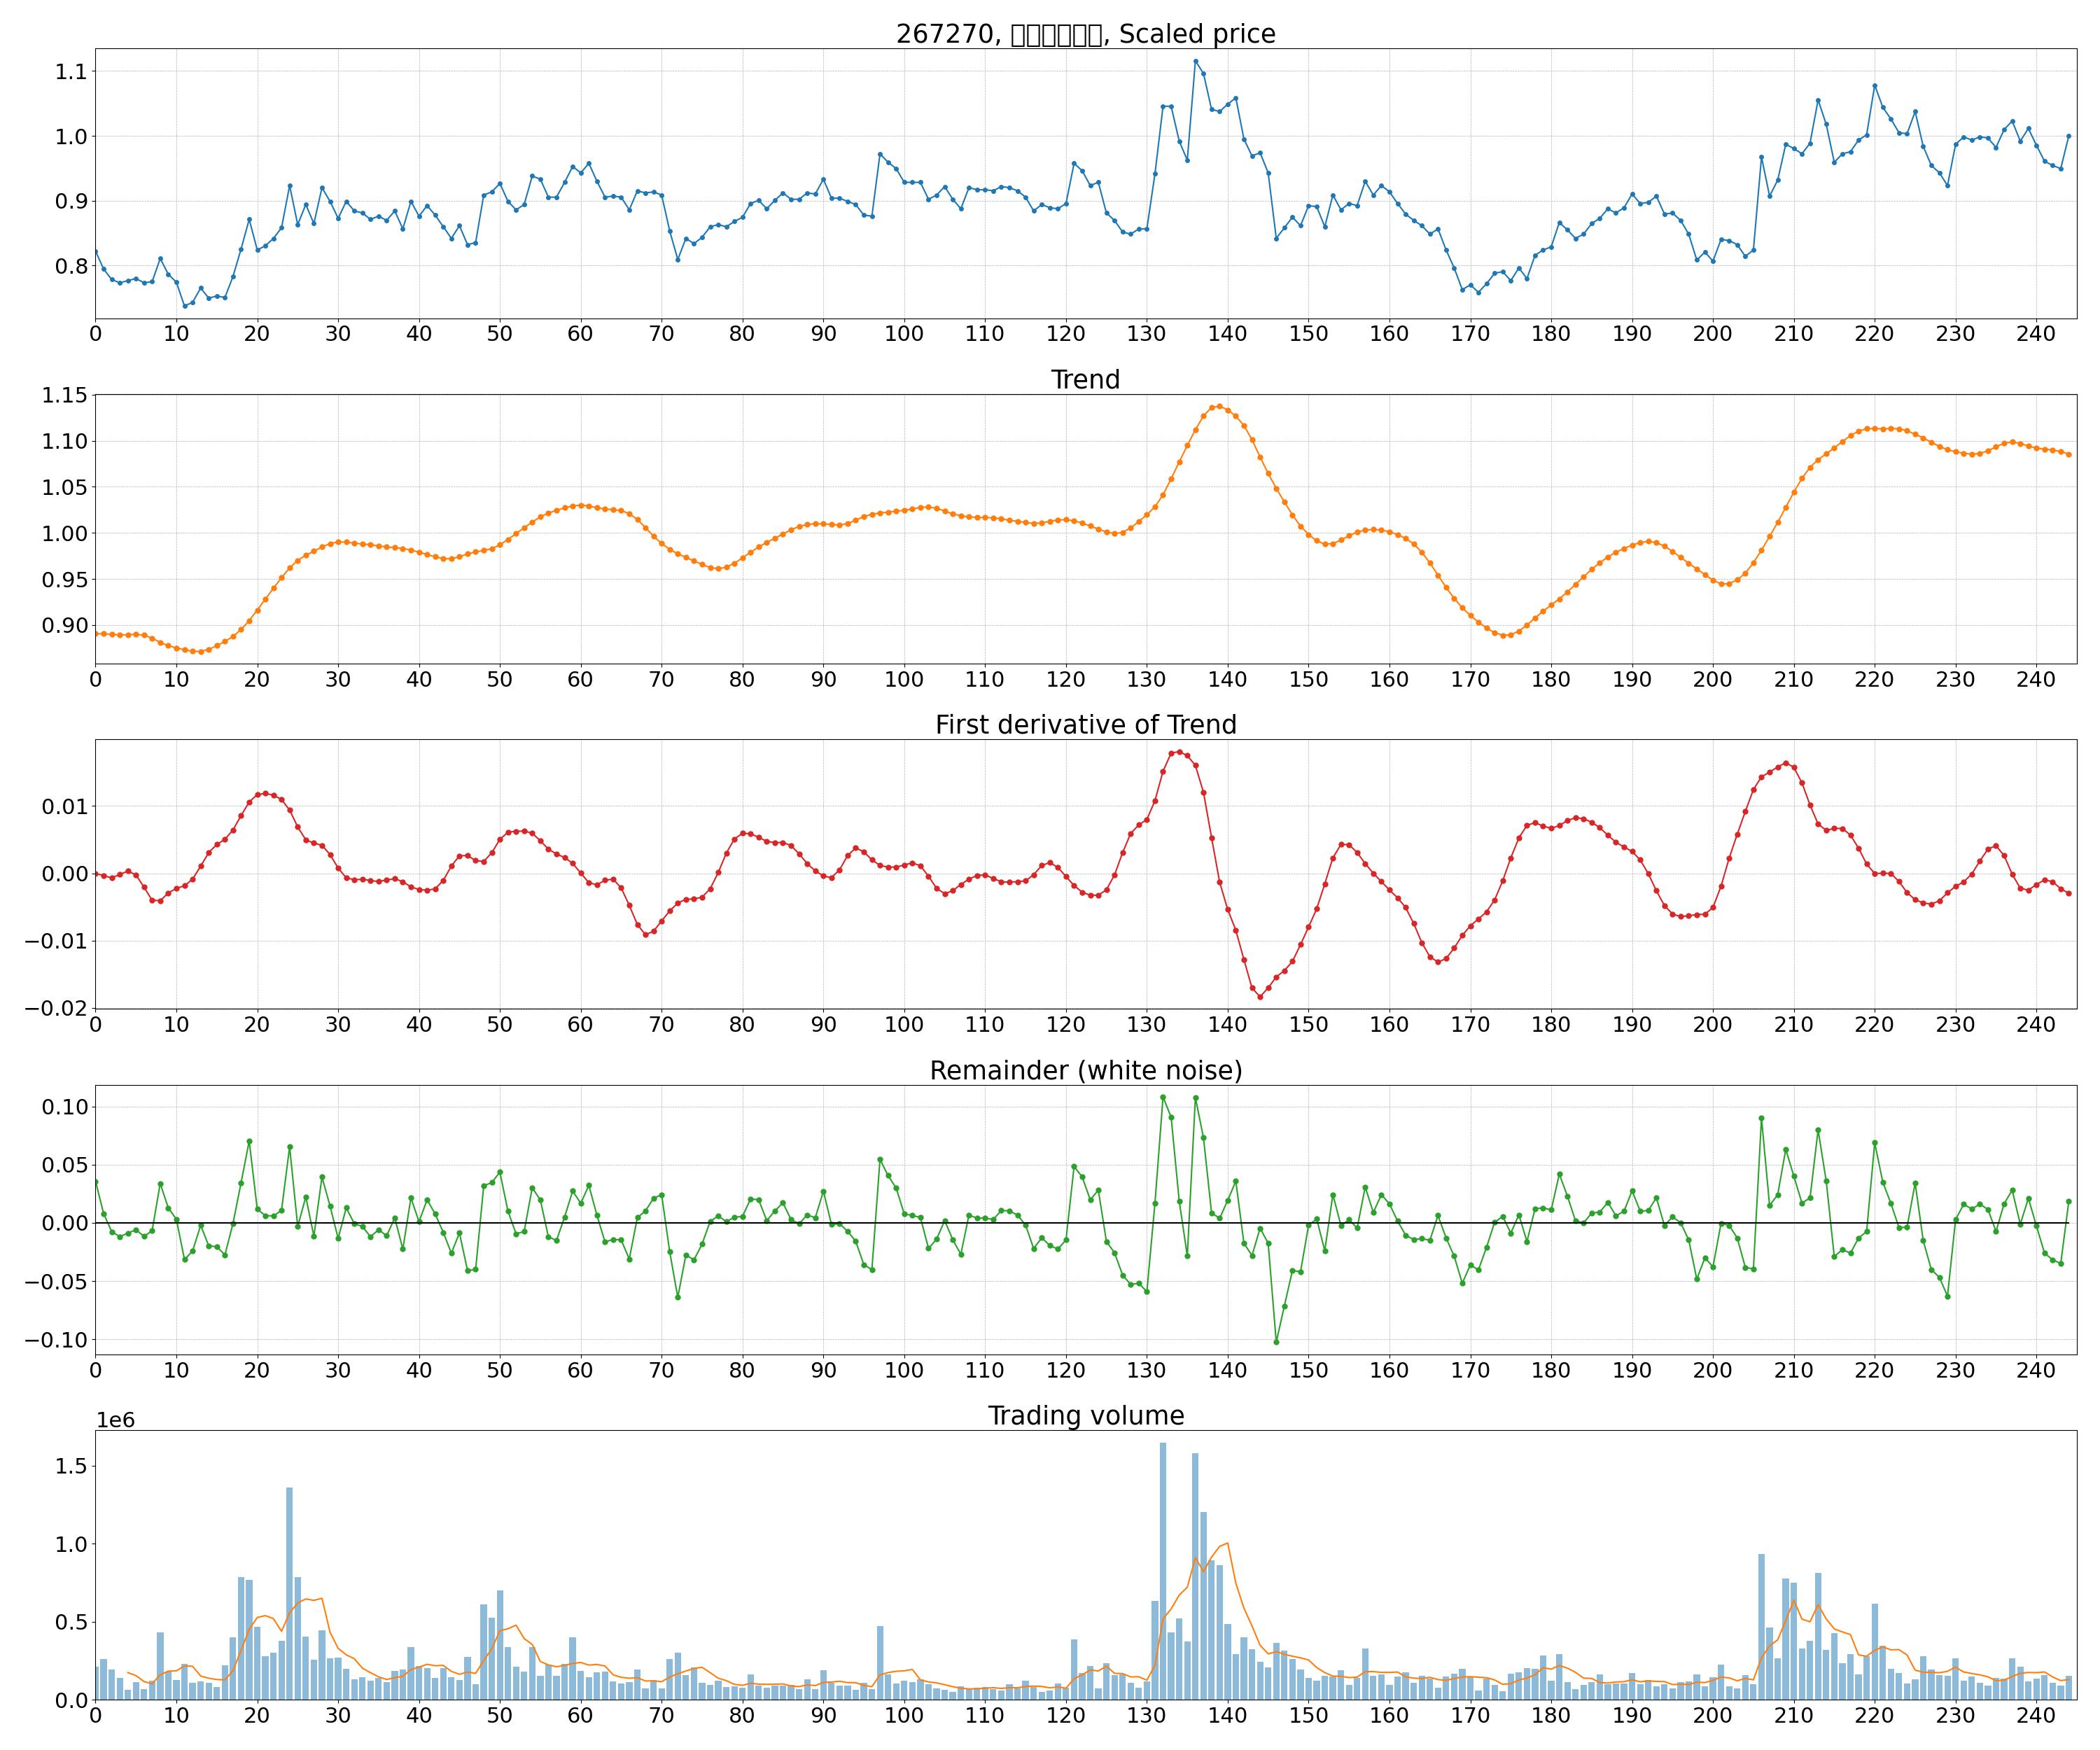 267270, , Scaled price
1.1
1.0
0.9
0.8
0 10 20 30 40 50 60 70 80 90 100 110 120 130 140 150 160 170 180 190 200 210 220 230 240
Trend
1.15
1.10
1.05
1.00
0.95
0.90
0 10 20 30 40 50 60 70 80 90 100 110 120 130 140 150 160 170 180 190 200 210 220 230 240
First derivative of Trend
0.01
0.00
−0.01
−0.02
0 10 20 30 40 50 60 70 80 90 100 110 120 130 140 150 160 170 180 190 200 210 220 230 240
Remainder (white noise)
0.10
0.05
0.00
−0.05
−0.10
0 10 20 30 40 50 60 70 80 90 100 110 120 130 140 150 160 170 180 190 200 210 220 230 240
Trading volume
1e6
1.5
1.0
0.5
0.0
0 10 20 30 40 50 60 70 80 90 100 110 120 130 140 150 160 170 180 190 200 210 220 230 240